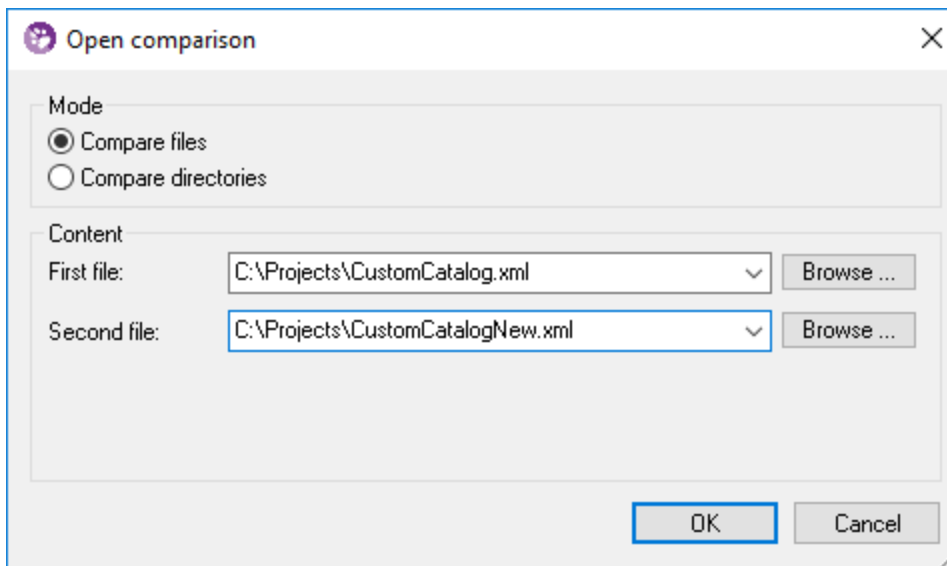 Open comparison
Mode
Compare files
Compare directories
Content
First file: C:\Projects\CustomCatalog.xml Browse ...
Second file: C:\Projects\CustomCatalogNew.xml Browse ...
OK Cancel